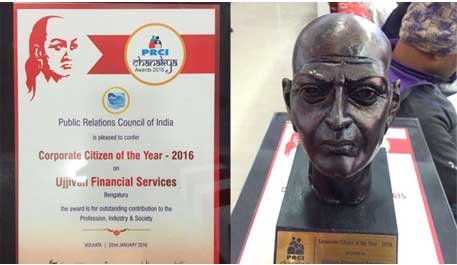 PRCI
chanakya
Awards 2016
Public Relations Council of India
is pleased to confer
Corporate Citizen of the Year - 2016
on
Ujjivan Financial Services
Bengaluru
the award is for outstanding contribution to the
Profession, Industry & Society
KOLKATA | 22nd JANUARY 2016
PRCI
Corporate Citizen of the Year - 2016